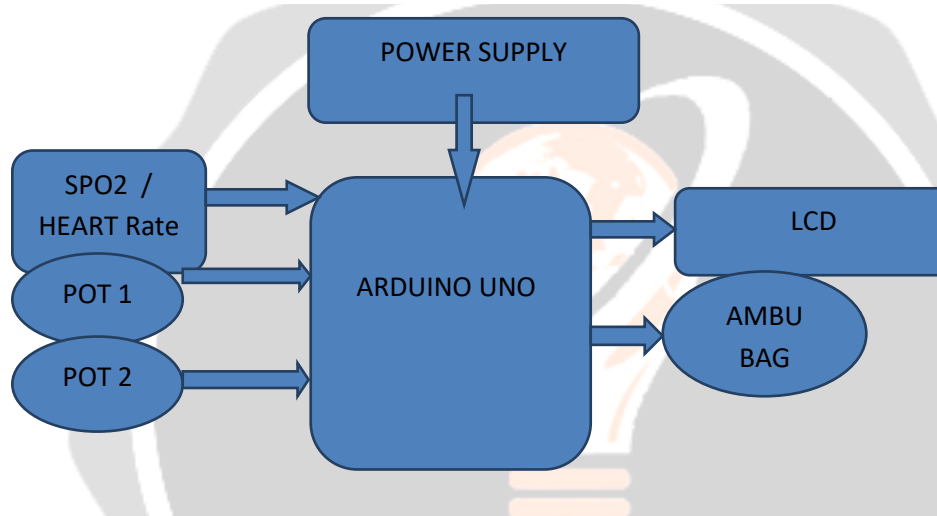 POWER SUPPLY
SPO2 /
HEART Rate
POT 1
POT 2
ARDUINO UNO
LCD
AMBU
BAG